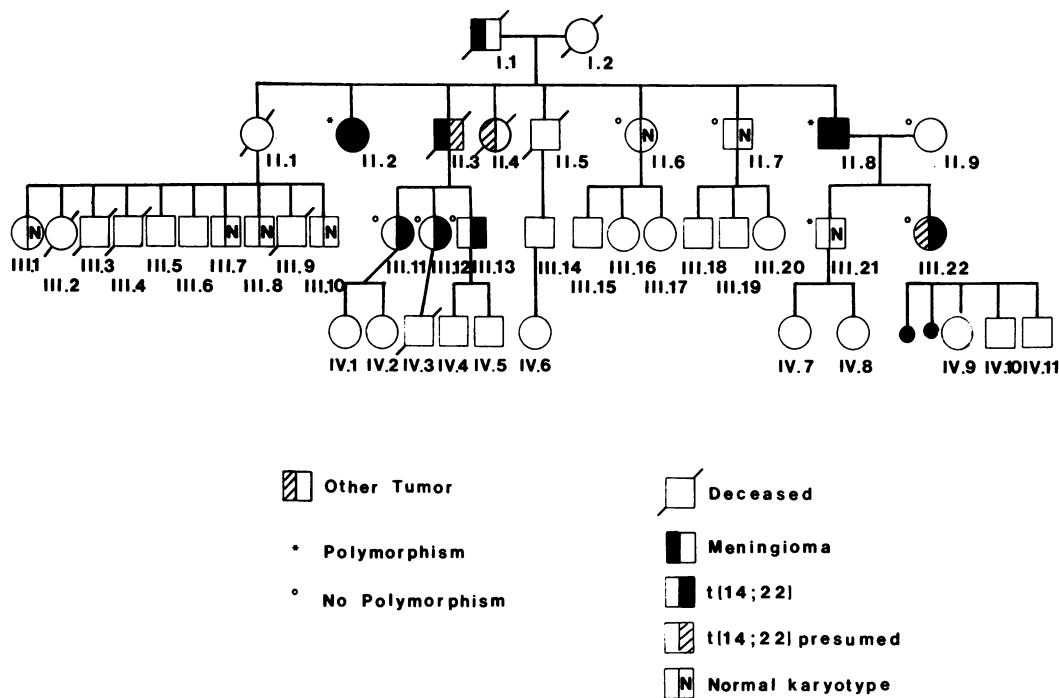 I.1 I.2
* ° N ° N * °
II.1 II.2 II.3 II.4 II.5 II.6 II.7 II.8 II.9
N N N N ° ° ° * N °
III.1 III.3 III.5 III.7 III.9 III.11 III.12 III.13 III.14 III.16 III.18 III.20 III.21 III.22
III.2 III.4 III.6 III.8 III.10 III.15 III.17 III.19
IV.1 IV.2 IV.3 IV.4 IV.5 IV.6 IV.7 IV.8 IV.9 IV.10 IV.11
Other Tumor
* Polymorphism
° No Polymorphism
Deceased
Meningioma
t(14;22)
t(14;22) presumed
N Normal karyotype